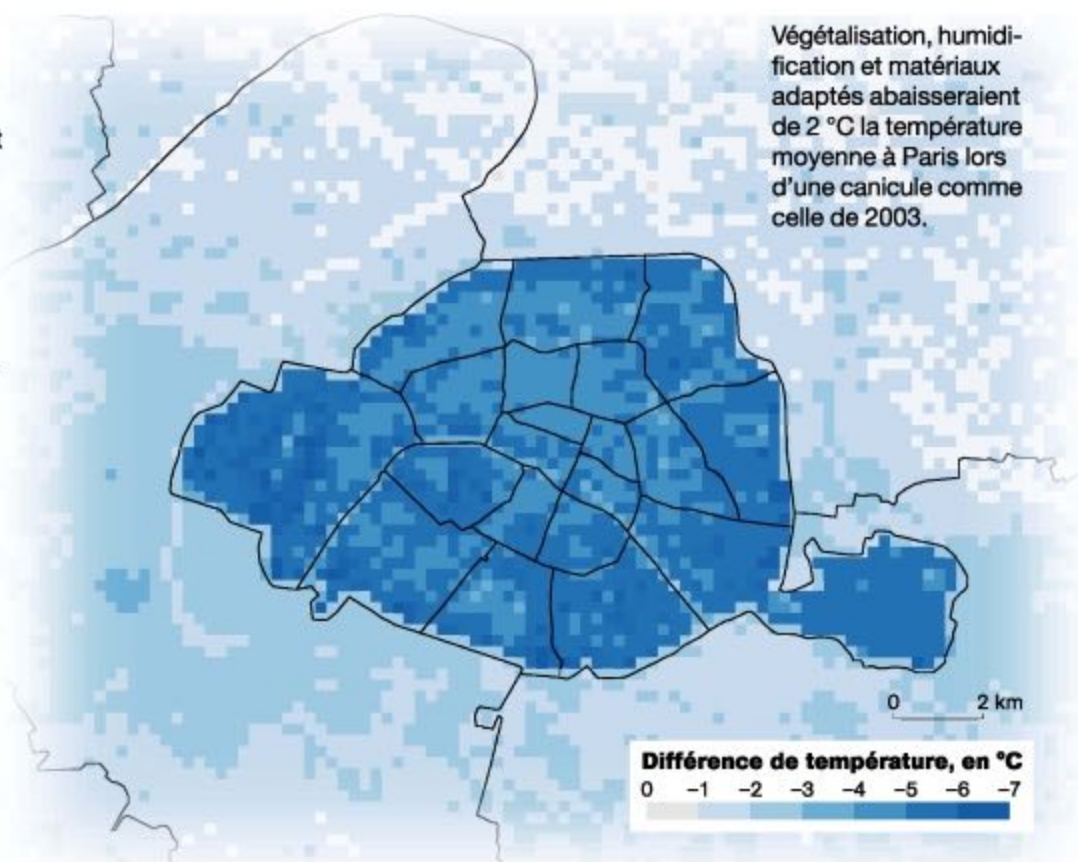 Végétalisation, humidi-
fication et matériaux
adaptés abaisseraient
de 2 °C la température
moyenne à Paris lors
d'une canicule comme
celle de 2003.
0 2 km
Différence de température, en °C
0 –1 –2 –3 –4 –5 –6 –7